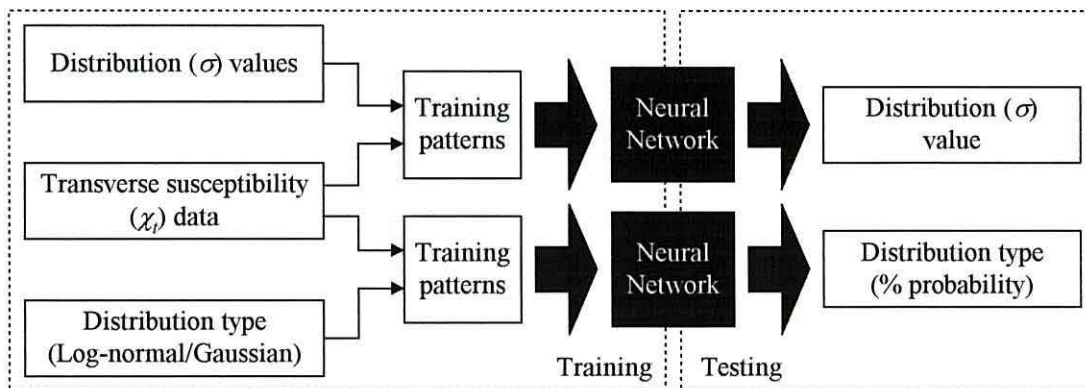 Distribution (σ) values
Transverse susceptibility
(χt) data
Distribution type
(Log-normal/Gaussian)
Training
patterns
Training
patterns
Neural
Network
Neural
Network
Distribution (σ)
value
Distribution type
(% probability)
Training
Testing